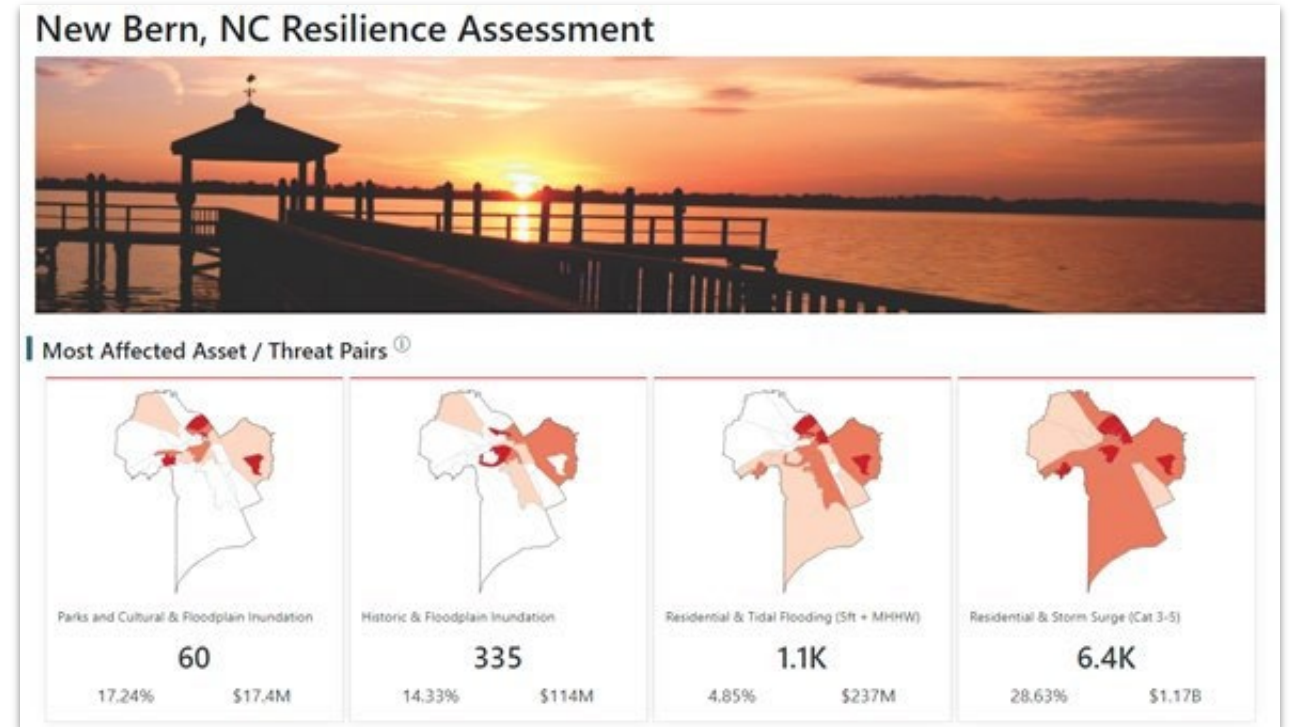 New Bern, NC Resilience Assessment
Most Affected Asset / Threat Pairs ⓘ
Parks and Cultural & Floodplain Inundation
60
17.24% $17.4M
Historic & Floodplain Inundation
335
14.33% $114M
Residential & Tidal Flooding (5ft + MHHW)
1.1K
4.85% $237M
Residential & Storm Surge (Cat 3-5)
6.4K
28.63% $1.17B